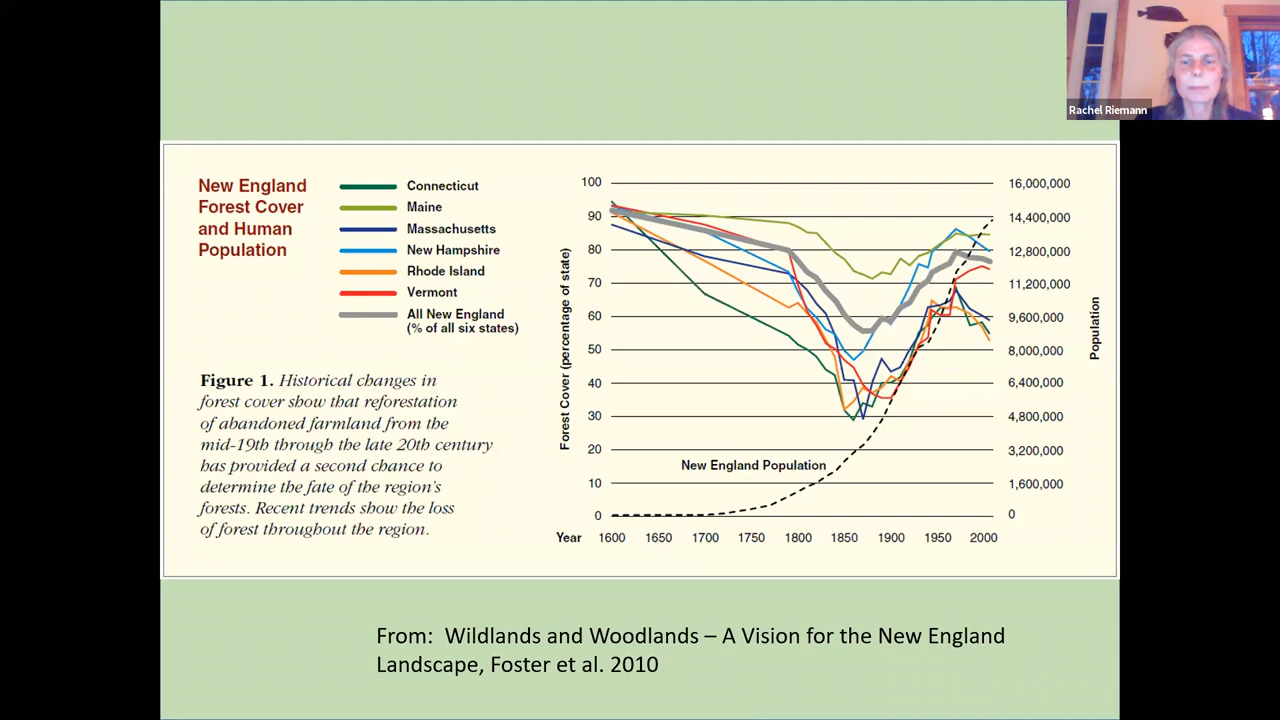 Rachel Riemann
New England
Forest Cover
and Human
Population
Connecticut
Maine
Massachusetts
New Hampshire
Rhode Island
Vermont
All New England
(% of all six states)
Figure 1. Historical changes in
forest cover show that reforestation
of abandoned farmland from the
mid-19th through the late 20th century
has provided a second chance to
determine the fate of the region's
forests. Recent trends show the loss
of forest throughout the region.
Forest Cover (percentage of state)
100
90
80
70
60
50
40
30
20
10
0
New England Population
16,000,000
14,400,000
12,800,000
11,200,000
9,600,000
8,000,000
6,400,000
4,800,000
3,200,000
1,600,000
0
Population
Year 1600 1650 1700 1750 1800 1850 1900 1950 2000
From: Wildlands and Woodlands – A Vision for the New England
Landscape, Foster et al. 2010